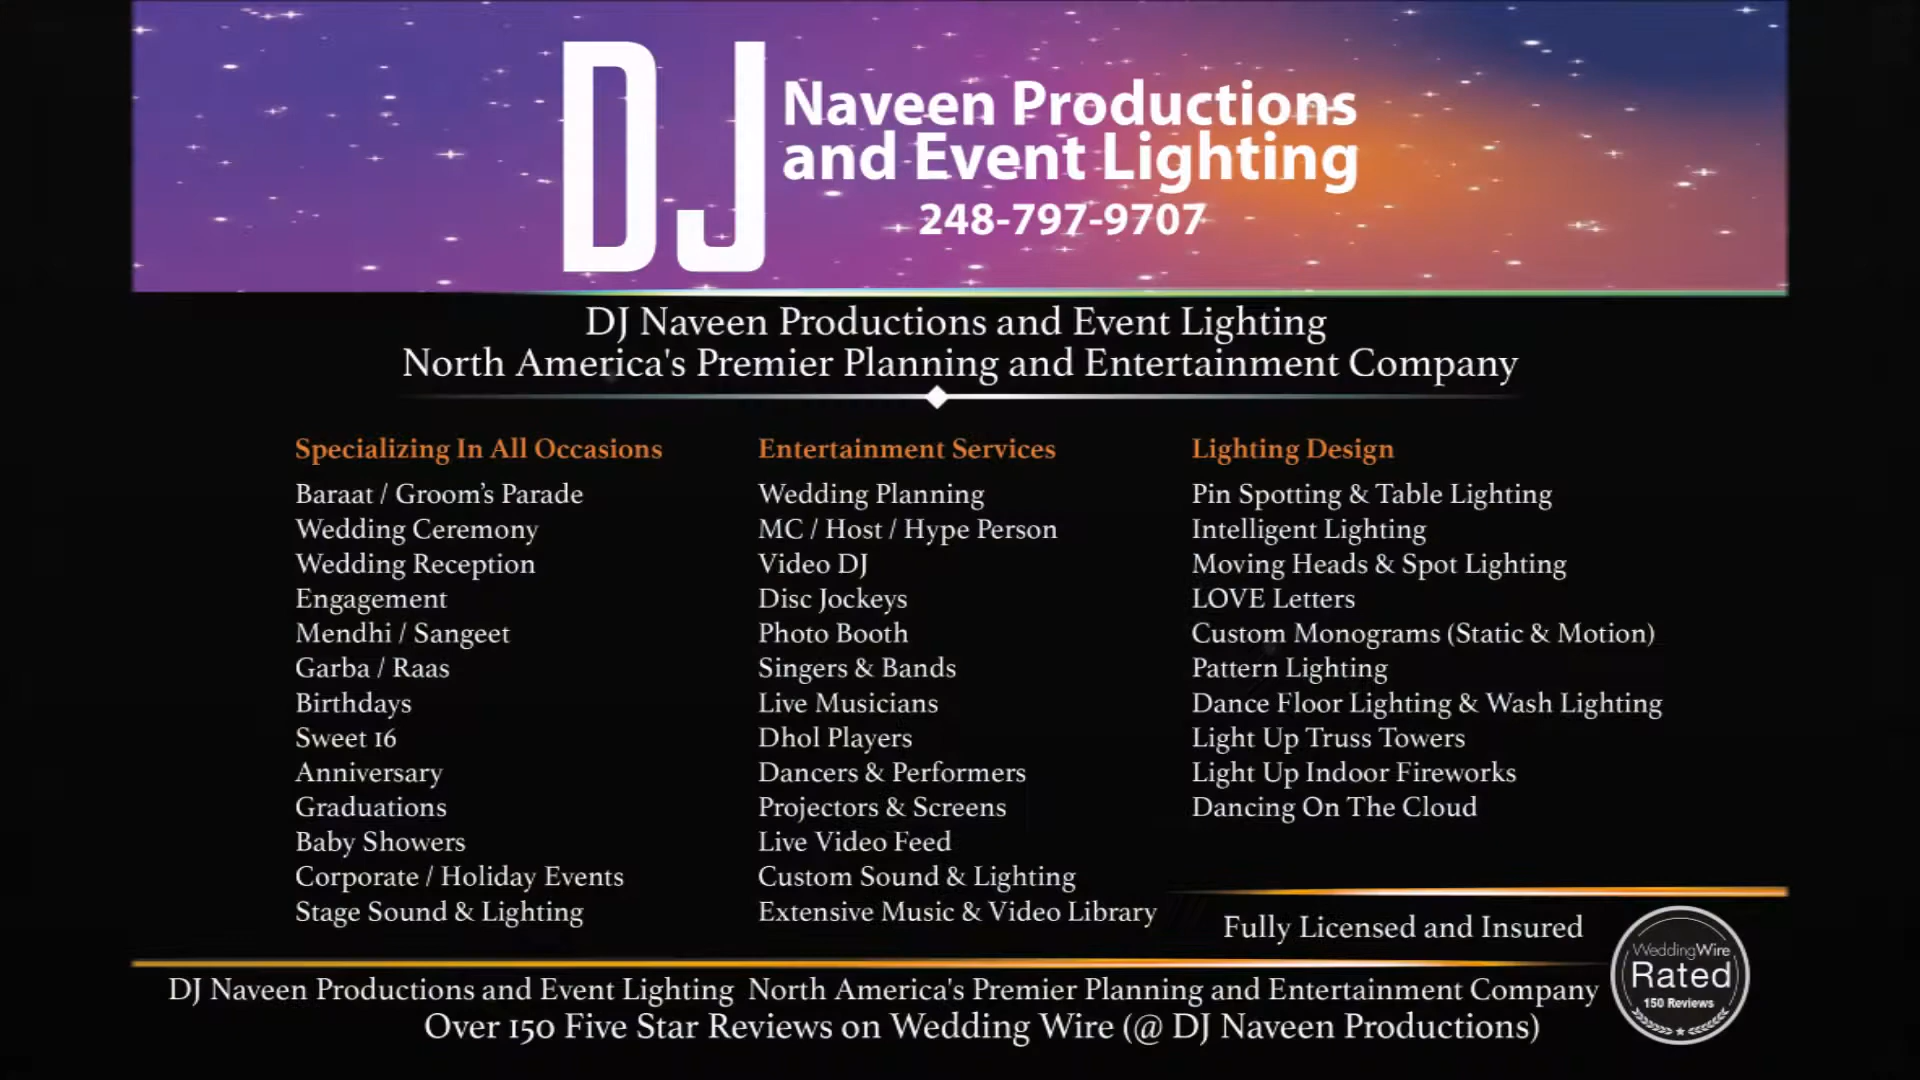 DJ
Naveen Productions
and Event Lighting
248-797-9707
DJ Naveen Productions and Event Lighting
North America's Premier Planning and Entertainment Company
Specializing In All Occasions
Baraat / Groom's Parade
Wedding Ceremony
Wedding Reception
Engagement
Mendhi / Sangeet
Garba / Raas
Birthdays
Sweet 16
Anniversary
Graduations
Baby Showers
Corporate / Holiday Events
Stage Sound & Lighting
Entertainment Services
Wedding Planning
MC / Host / Hype Person
Video DJ
Disc Jockeys
Photo Booth
Singers & Bands
Live Musicians
Dhol Players
Dancers & Performers
Projectors & Screens
Live Video Feed
Custom Sound & Lighting
Extensive Music & Video Library
Lighting Design
Pin Spotting & Table Lighting
Intelligent Lighting
Moving Heads & Spot Lighting
LOVE Letters
Custom Monograms (Static & Motion)
Pattern Lighting
Dance Floor Lighting & Wash Lighting
Light Up Truss Towers
Light Up Indoor Fireworks
Dancing On The Cloud
Fully Licensed and Insured
WeddingWire
Rated
150 Reviews
DJ Naveen Productions and Event Lighting North America's Premier Planning and Entertainment Company
Over 150 Five Star Reviews on Wedding Wire (@ DJ Naveen Productions)